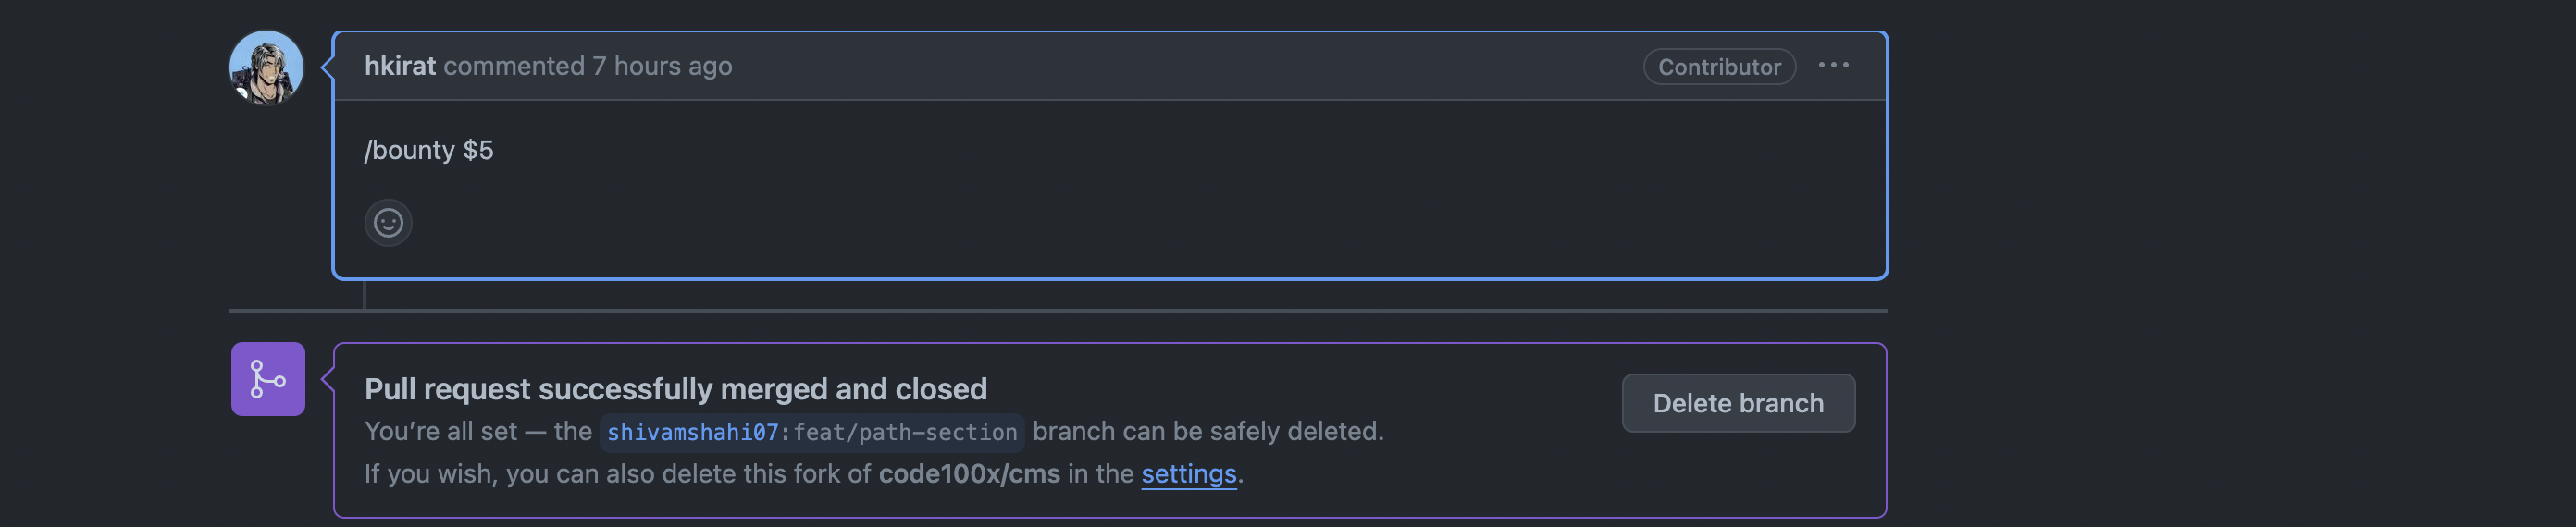 hkirat commented 7 hours ago Contributor
/bounty $5
Pull request successfully merged and closed
You’re all set — the shivamshahi07:feat/path-section branch can be safely deleted.
If you wish, you can also delete this fork of code100x/cms in the settings.
Delete branch